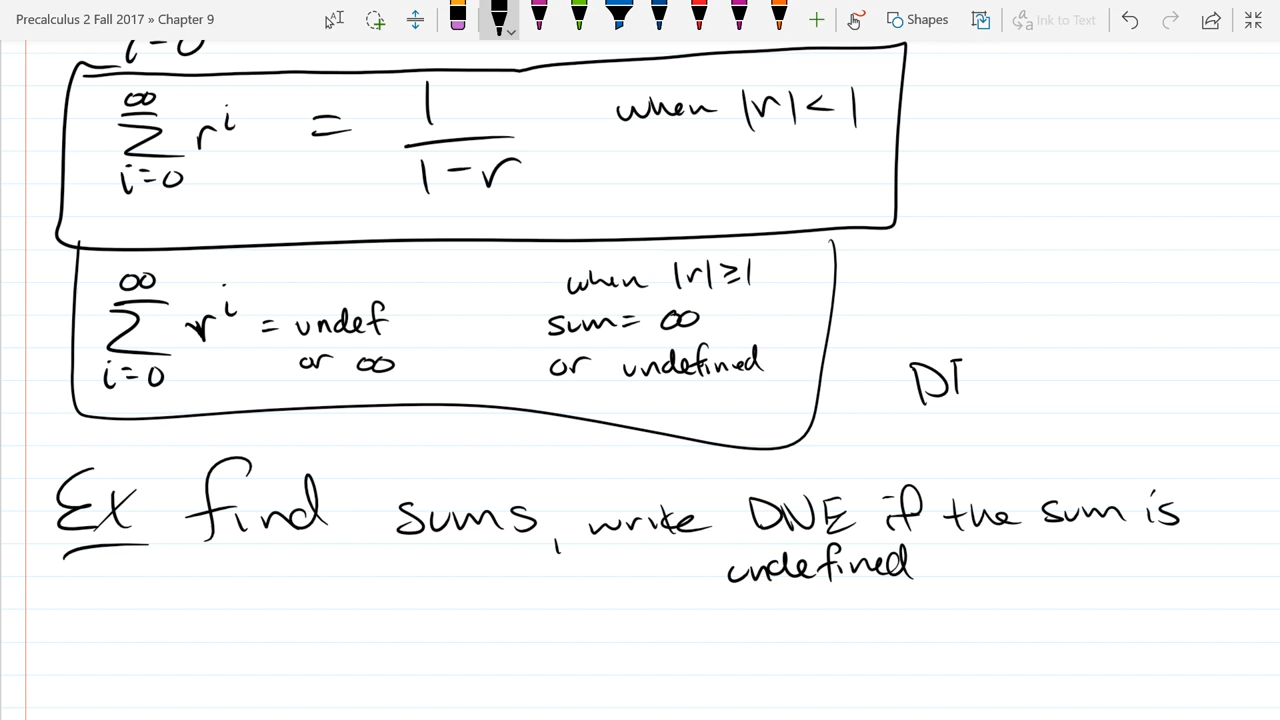 Precalculus 2 Fall 2017 » Chapter 9
Shapes
Ink to Text
i=0
∞
∑ r^i = 1/(1-r) when |r| < 1
i=0
∞
∑ r^i = undef
i=0
or ∞
when |r| ≥ 1
sum = ∞
or undefined
Ex find sums, write DNE if the sum is
undefined